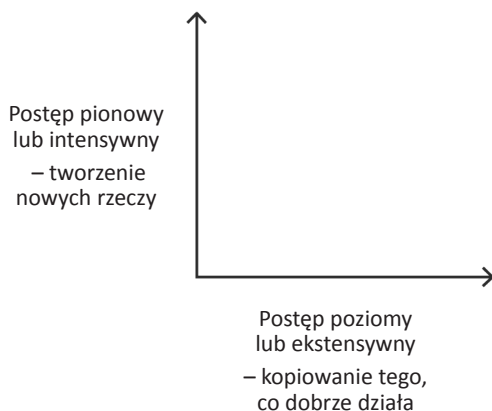 Postęp pionowy
lub intensywny
– tworzenie
nowych rzeczy
Postęp poziomy
lub ekstensywny
– kopiowanie tego,
co dobrze działa